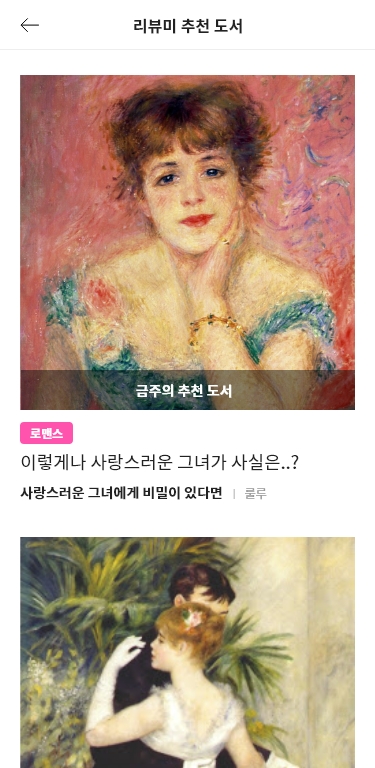 리뷰미 추천 도서
금주의 추천 도서
로맨스
이렇게나 사랑스러운 그녀가 사실은..?
사랑스러운 그녀에게 비밀이 있다면 | 쿨루